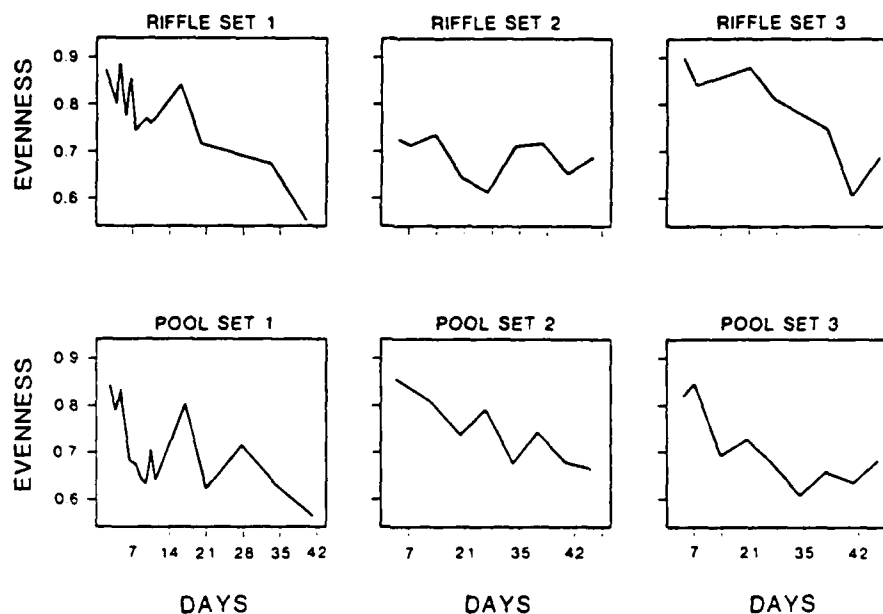 RIFFLE SET 1
RIFFLE SET 2
RIFFLE SET 3
EVENNESS
0.9
0.8
0.7
0.6
POOL SET 1
POOL SET 2
POOL SET 3
EVENNESS
0.9
0.8
0.7
0.6
7 14 21 28 35 42
7 21 35 42
7 21 35 42
DAYS
DAYS
DAYS